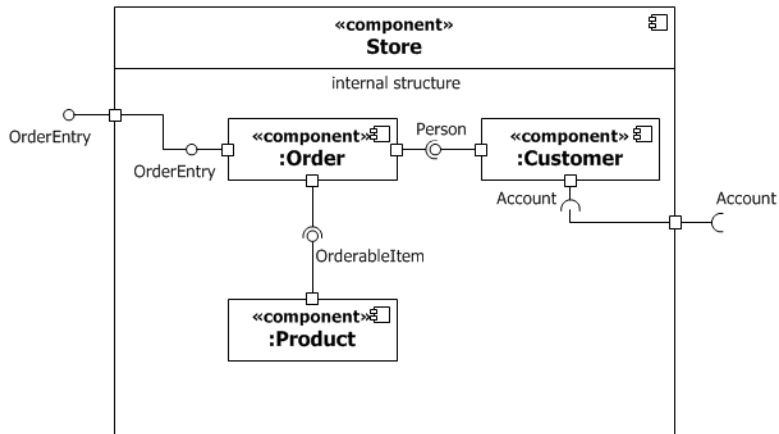 «component»
Store
internal structure
OrderEntry
OrderEntry
«component»
:Order
Person
«component»
:Customer
Account
Account
OrderableItem
«component»
:Product